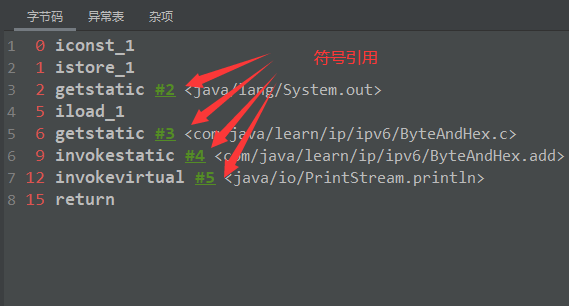 字节码 异常表 杂项
1 0 iconst_1 符号引用
2 1 istore_1
3 2 getstatic #2 <java/lang/System.out>
4 5 iload_1
5 6 getstatic #3 <com/java/learn/ip/ipv6/ByteAndHex.c>
6 9 invokestatic #4 <com/java/learn/ip/ipv6/ByteAndHex.add>
7 12 invokevirtual #5 <java/io/PrintStream.println>
8 15 return